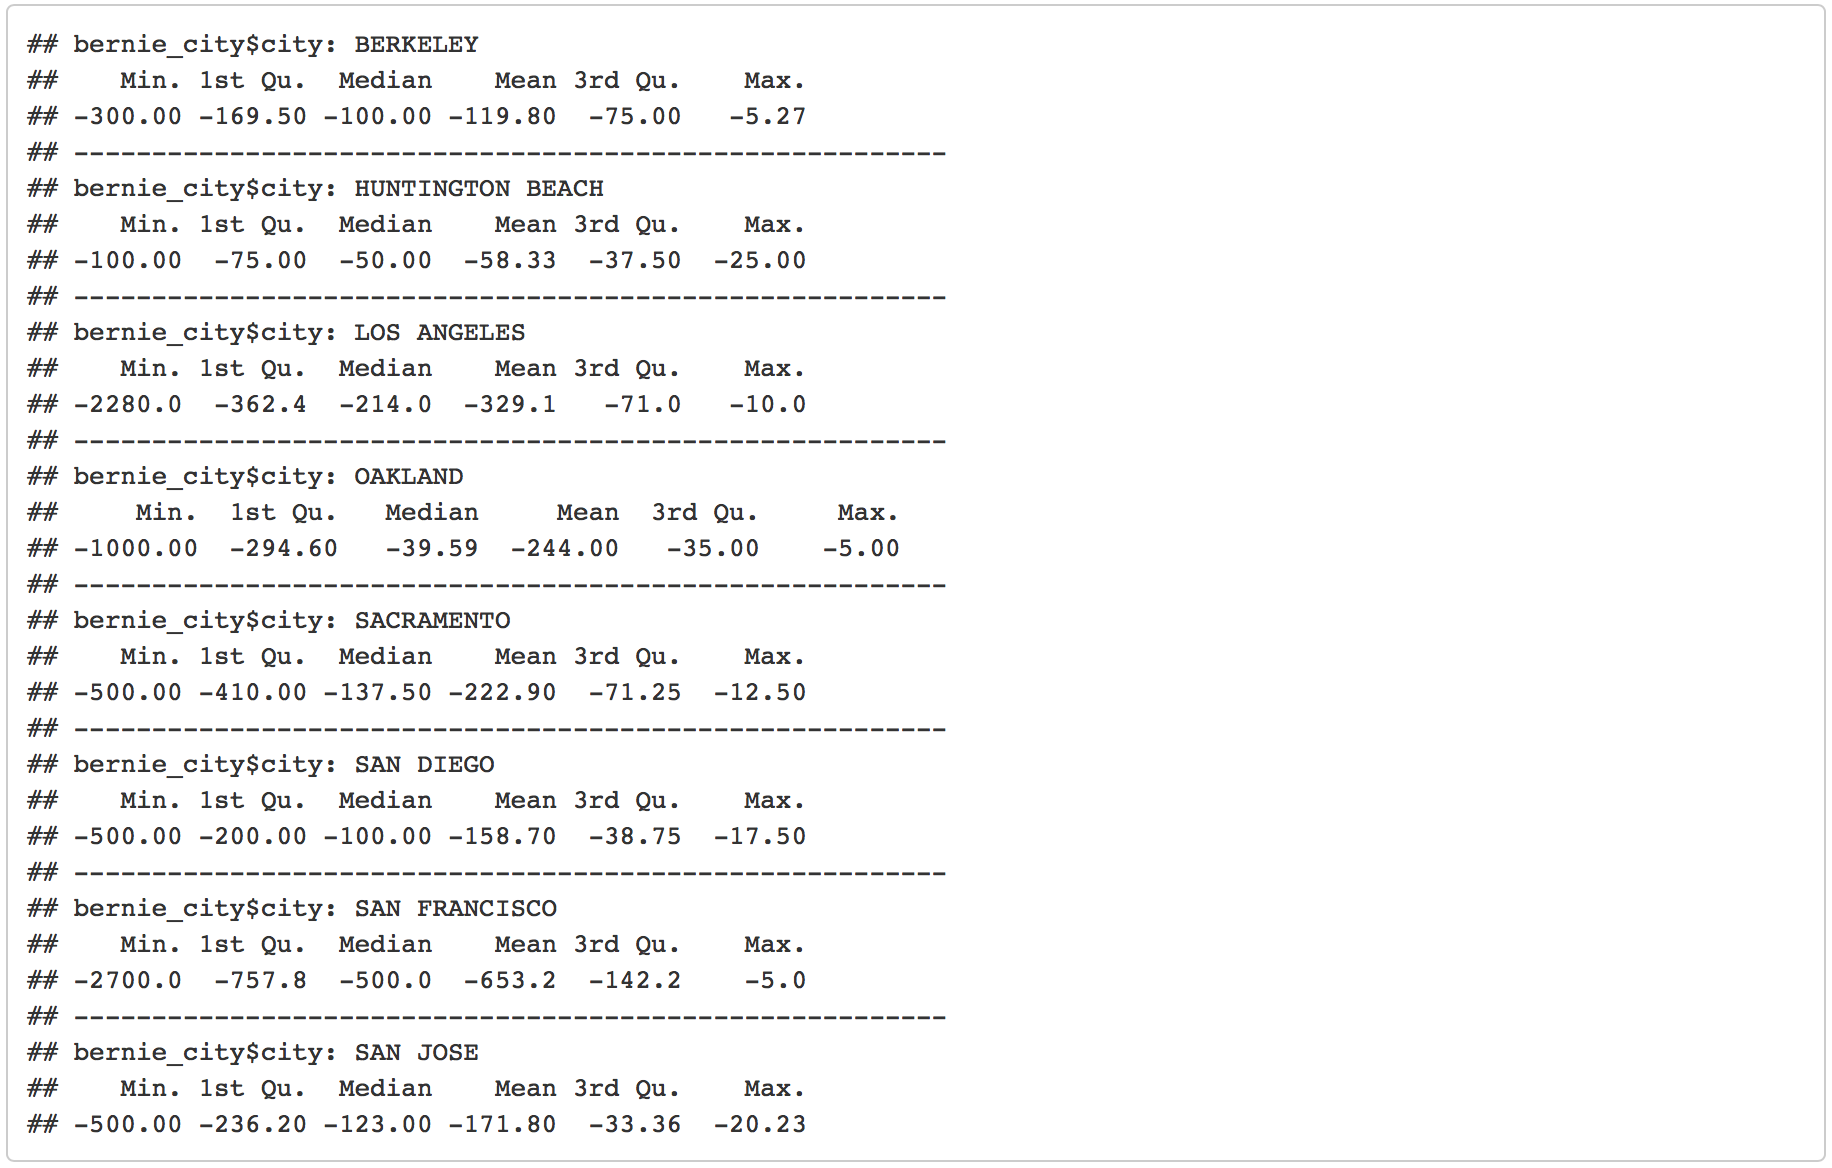 ## bernie_city$city: BERKELEY
##    Min. 1st Qu.  Median    Mean 3rd Qu.    Max.
## -300.00 -169.50 -100.00 -119.80  -75.00   -5.27
## --------------------------------------------------------
## bernie_city$city: HUNTINGTON BEACH
##    Min. 1st Qu.  Median    Mean 3rd Qu.    Max.
## -100.00  -75.00  -50.00  -58.33  -37.50  -25.00
## --------------------------------------------------------
## bernie_city$city: LOS ANGELES
##    Min. 1st Qu.  Median    Mean 3rd Qu.    Max.
## -2280.0  -362.4  -214.0  -329.1   -71.0   -10.0
## --------------------------------------------------------
## bernie_city$city: OAKLAND
##     Min.  1st Qu.   Median     Mean  3rd Qu.     Max.
## -1000.00  -294.60   -39.59  -244.00   -35.00    -5.00
## --------------------------------------------------------
## bernie_city$city: SACRAMENTO
##    Min. 1st Qu.  Median    Mean 3rd Qu.    Max.
## -500.00 -410.00 -137.50 -222.90  -71.25  -12.50
## --------------------------------------------------------
## bernie_city$city: SAN DIEGO
##    Min. 1st Qu.  Median    Mean 3rd Qu.    Max.
## -500.00 -200.00 -100.00 -158.70  -38.75  -17.50
## --------------------------------------------------------
## bernie_city$city: SAN FRANCISCO
##    Min. 1st Qu.  Median    Mean 3rd Qu.    Max.
## -2700.0  -757.8  -500.0  -653.2  -142.2    -5.0
## --------------------------------------------------------
## bernie_city$city: SAN JOSE
##    Min. 1st Qu.  Median    Mean 3rd Qu.    Max.
## -500.00 -236.20 -123.00 -171.80  -33.36  -20.23